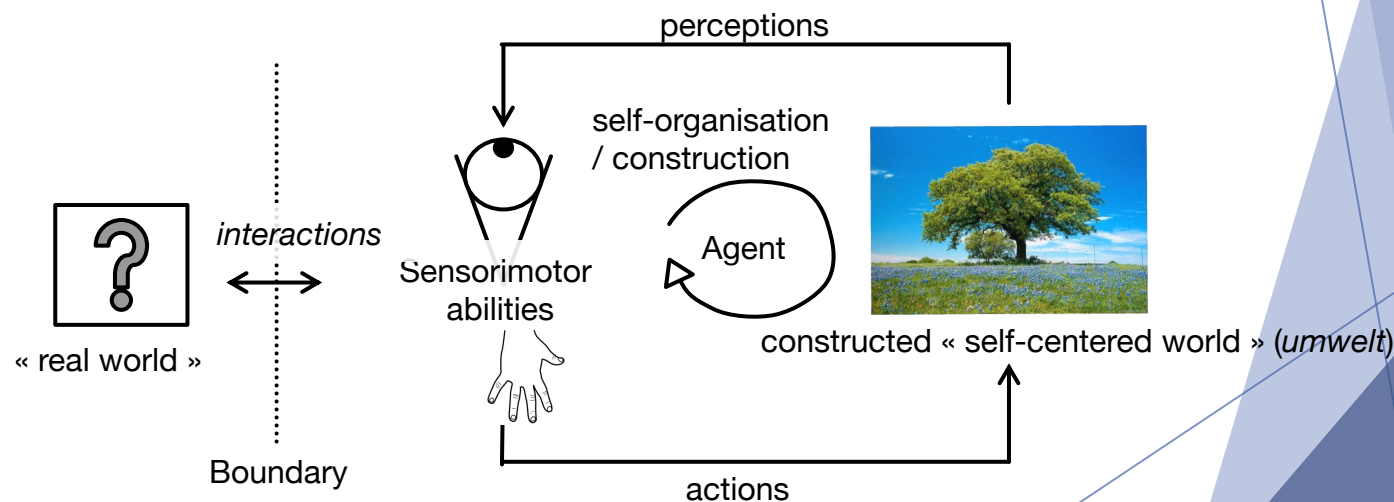 perceptions
self-organisation
/ construction
interactions
Agent
Sensorimotor
abilities
« real world »
constructed « self-centered world » (umwelt)
Boundary
actions